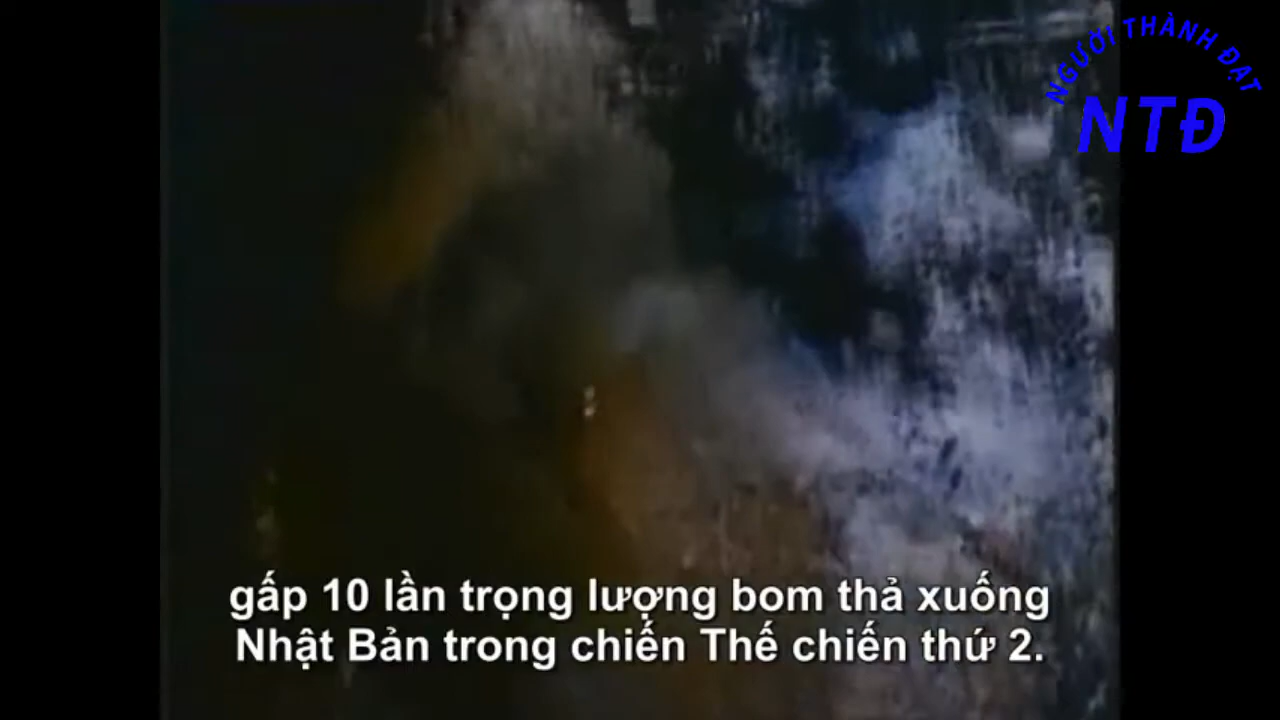 NGƯỜI THÀNH ĐẠT
NTĐ
gấp 10 lần trọng lượng bom thả xuống
Nhật Bản trong chiến Thế chiến thứ 2.